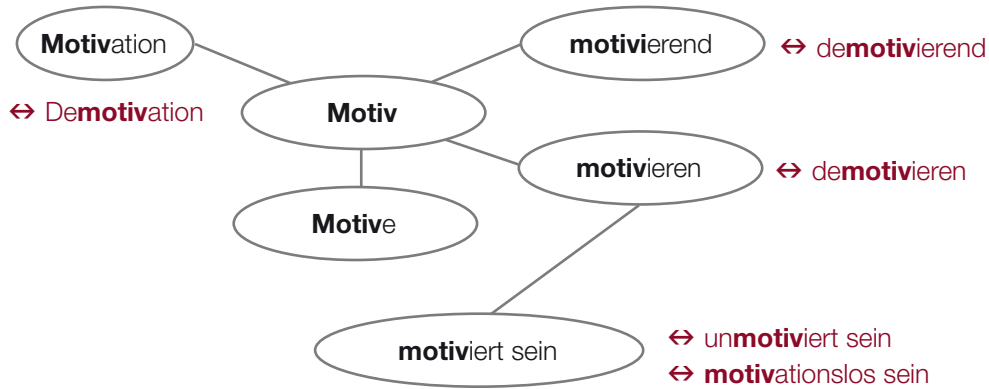 Motivation
motivierend
↔ demotivierend
↔ Demotivation
Motiv
motivieren
↔ demotivieren
Motive
motiviert sein
↔ unmotiviert sein
↔ motivationslos sein